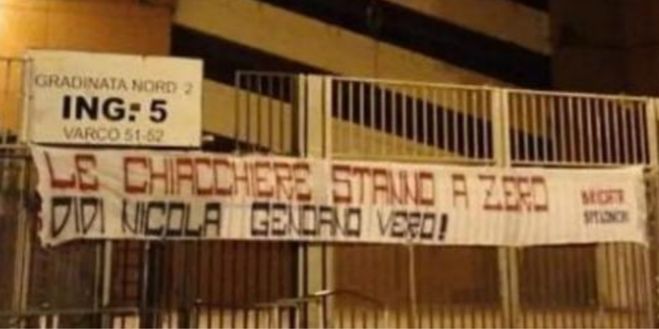 GRADINATA NORD 2
ING. 5
VARCO 51-52
LE CHIACCHIERE STANNO A ZERO
DIDI NICOLA GENOANO VERO!